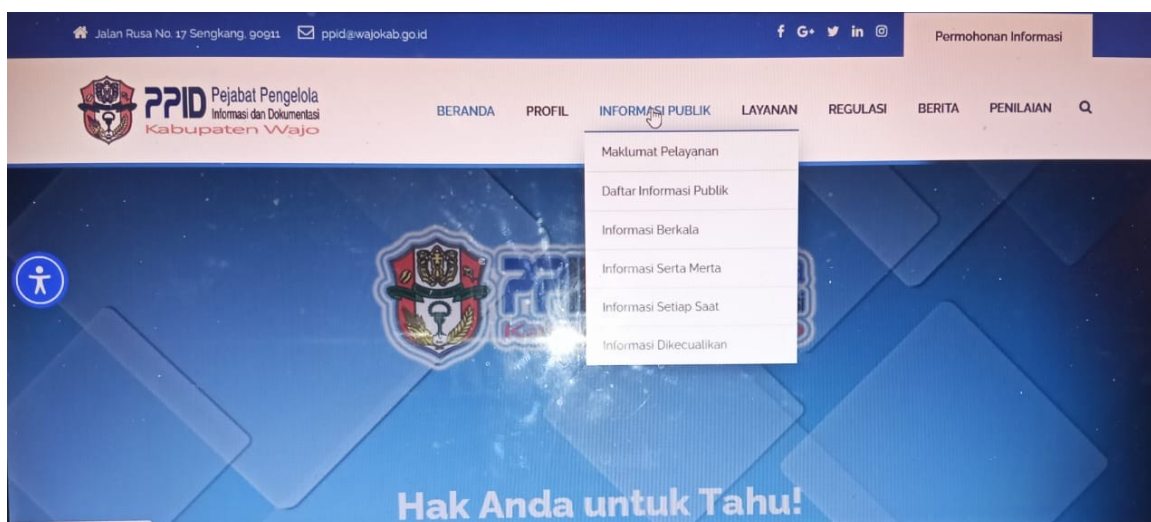 Jalan Rusa No. 17 Sengkang, 90911 ppid@wajokab.go.id f G+ in Permohonan Informasi
PPID Pejabat Pengelola
Informasi dan Dokumentasi
Kabupaten Wajo
BERANDA PROFIL INFORMASI PUBLIK LAYANAN REGULASI BERITA PENILAIAN
Maklumat Pelayanan
Daftar Informasi Publik
Informasi Berkala
Informasi Serta Merta
Informasi Setiap Saat
Informasi Dikecualikan
Hak Anda untuk Tahu!